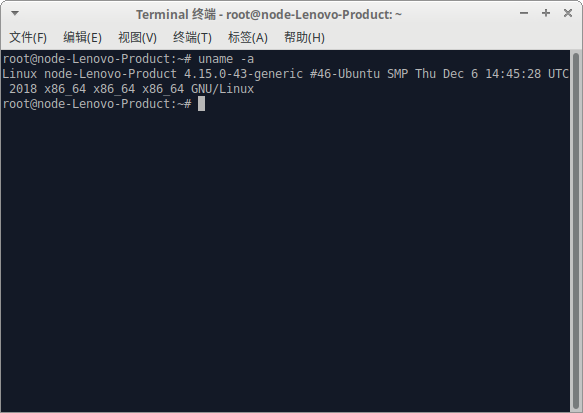 Terminal 终端 - root@node-Lenovo-Product: ~
文件(F) 编辑(E) 视图(V) 终端(T) 标签(A) 帮助(H)
root@node-Lenovo-Product:~# uname -a
Linux node-Lenovo-Product 4.15.0-43-generic #46-Ubuntu SMP Thu Dec 6 14:45:28 UTC
 2018 x86_64 x86_64 x86_64 GNU/Linux
root@node-Lenovo-Product:~#